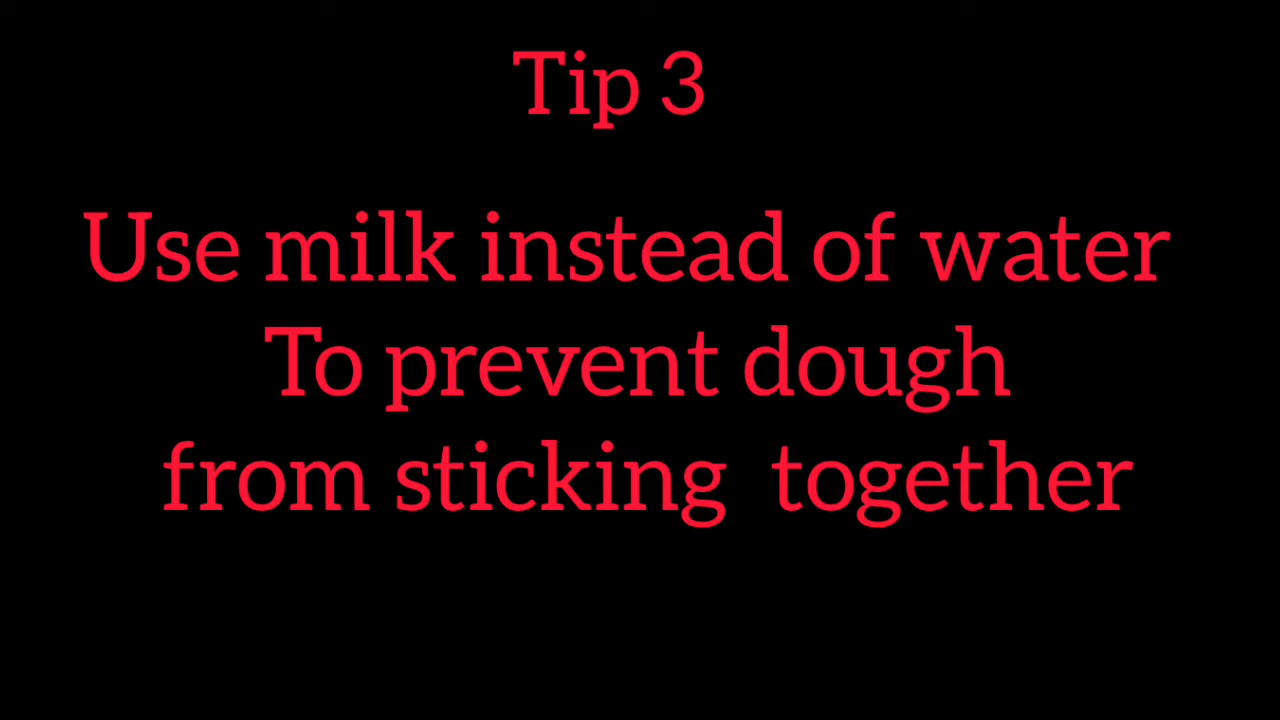 Tip 3
Use milk instead of water
To prevent dough
from sticking  together